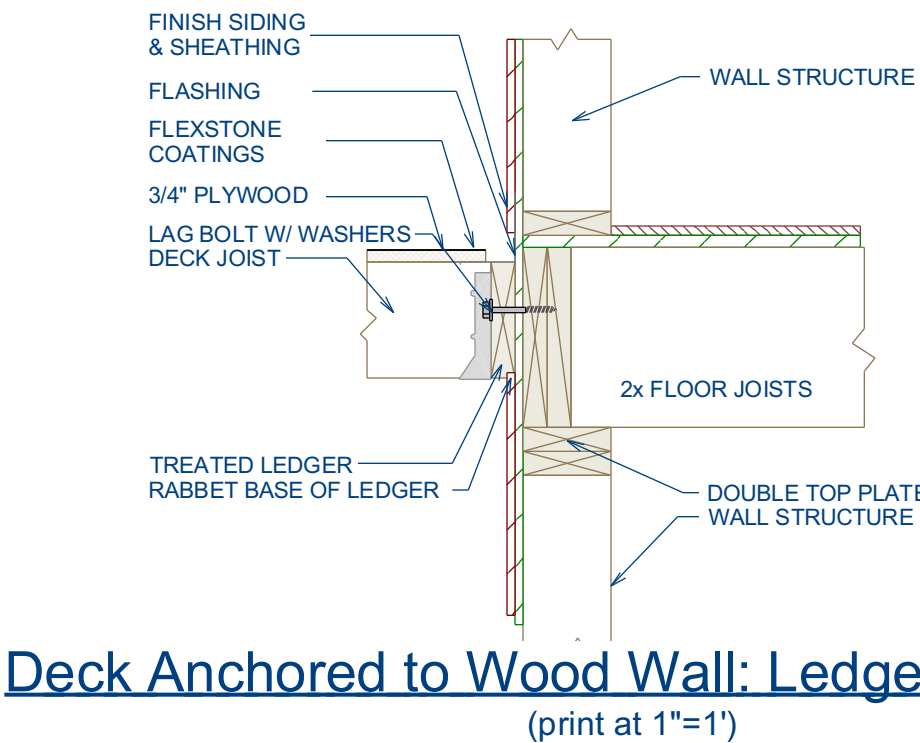 FINISH SIDING
& SHEATHING
FLASHING
FLEXSTONE
COATINGS
3/4" PLYWOOD
LAG BOLT W/ WASHERS
DECK JOIST
WALL STRUCTURE
2x FLOOR JOISTS
TREATED LEDGER
RABBET BASE OF LEDGER
DOUBLE TOP PLATE
WALL STRUCTURE
Deck Anchored to Wood Wall: Ledge
(print at 1"=1')